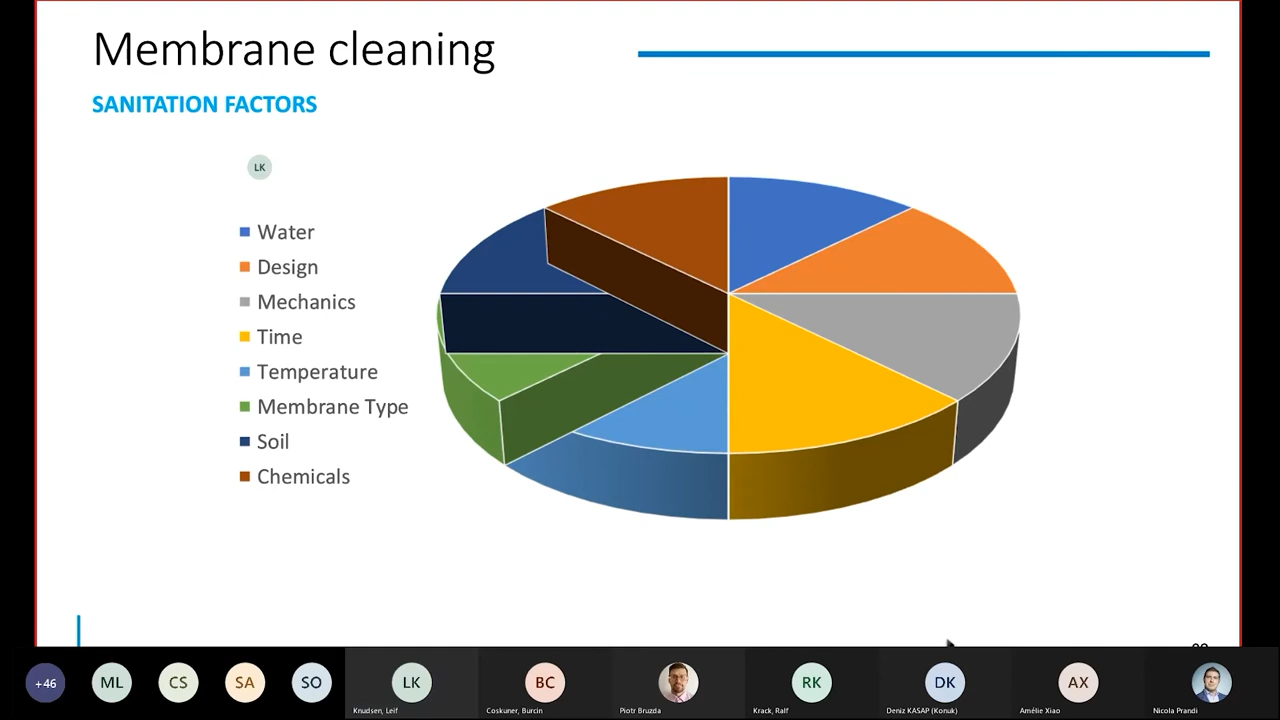 Membrane cleaning
SANITATION FACTORS
LK
Water
Design
Mechanics
Time
Temperature
Membrane Type
Soil
Chemicals
+46
ML
CS
SA
SO
LK
BC
RK
DK
AX
Knudsen, Leif
Coskuner, Burcin
Piotr Bruzda
Krack, Ralf
Deniz KASAP (Konuk)
Amélie Xiao
Nicola Prandi